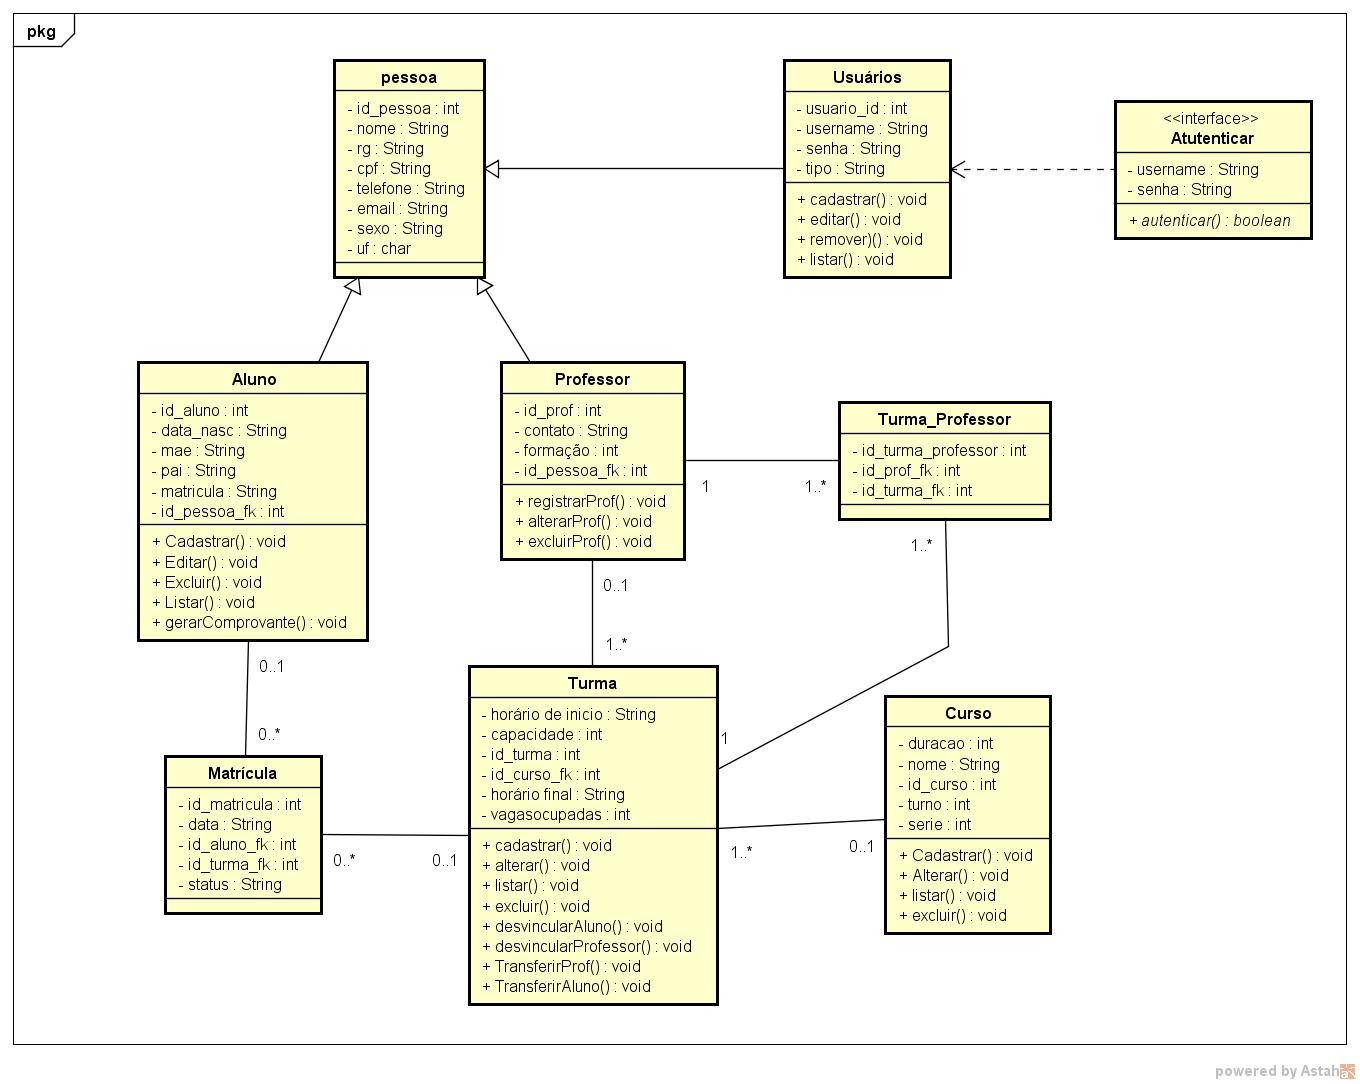 pkg
pessoa
- id_pessoa : int
- nome : String
- rg : String
- cpf : String
- telefone : String
- email : String
- sexo : String
- uf : char
Usuários
- usuario_id : int
- username : String
- senha : String
- tipo : String
+ cadastrar() : void
+ editar() : void
+ remover)() : void
+ listar() : void
<<interface>>
Atutenticar
- username : String
- senha : String
+ autenticar() : boolean
Aluno
- id_aluno : int
- data_nasc : String
- mae : String
- pai : String
- matricula : String
- id_pessoa_fk : int
+ Cadastrar() : void
+ Editar() : void
+ Excluir() : void
+ Listar() : void
+ gerarComprovante() : void
Professor
- id_prof : int
- contato : String
- formação : int
- id_pessoa_fk : int
+ registrarProf() : void
+ alterarProf() : void
+ excluirProf() : void
Turma_Professor
- id_turma_professor : int
- id_prof_fk : int
- id_turma_fk : int
1
1..*
1..*
0..1
1..*
0..1
0..*
1
Turma
- horário de inicio : String
- capacidade : int
- id_turma : int
- id_curso_fk : int
- horário final : String
- vagasocupadas : int
+ cadastrar() : void
+ alterar() : void
+ listar() : void
+ excluir() : void
+ desvincularAluno() : void
+ desvincularProfessor() : void
+ TransferirProf() : void
+ TransferirAluno() : void
Curso
- duracao : int
- nome : String
- id_curso : int
- turno : int
- serie : int
+ Cadastrar() : void
+ Alterar() : void
+ listar() : void
+ excluir() : void
Matrícula
- id_matricula : int
- data : String
- id_aluno_fk : int
- id_turma_fk : int
- status : String
0..*
0..1
1..*
0..1
powered by Astah